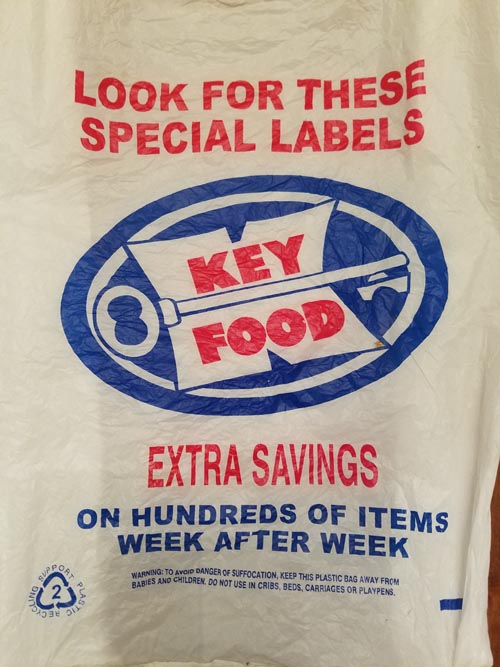 LOOK FOR THESE
SPECIAL LABELS
KEY
FOOD
EXTRA SAVINGS
ON HUNDREDS OF ITEMS
WEEK AFTER WEEK
WARNING: TO AVOID DANGER OF SUFFOCATION, KEEP THIS PLASTIC BAG AWAY FROM
BABIES AND CHILDREN. DO NOT USE IN CRIBS, BEDS, CARRIAGES OR PLAYPENS.
SUPPORT PLASTIC RECYCLING
2